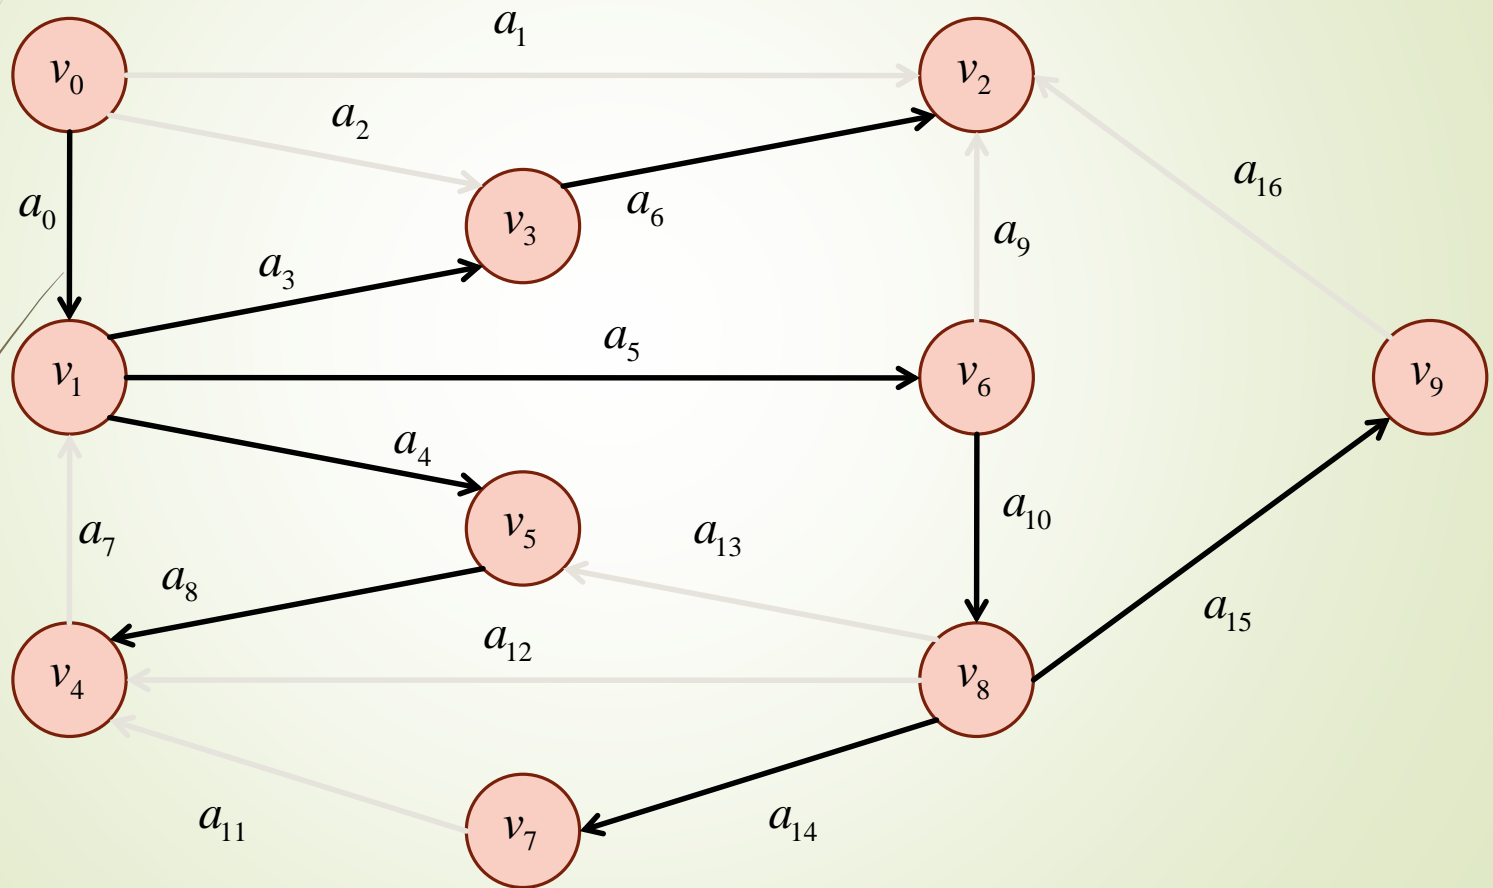 a₁
v₀
v₂
a₂
a₁₆
a₀
a₆
v₃
a₉
a₃
a₅
v₁
v₆
v₉
a₄
a₁₀
a₇
v₅
a₁₃
a₈
a₁₅
a₁₂
v₄
v₈
a₁₁
v₇
a₁₄